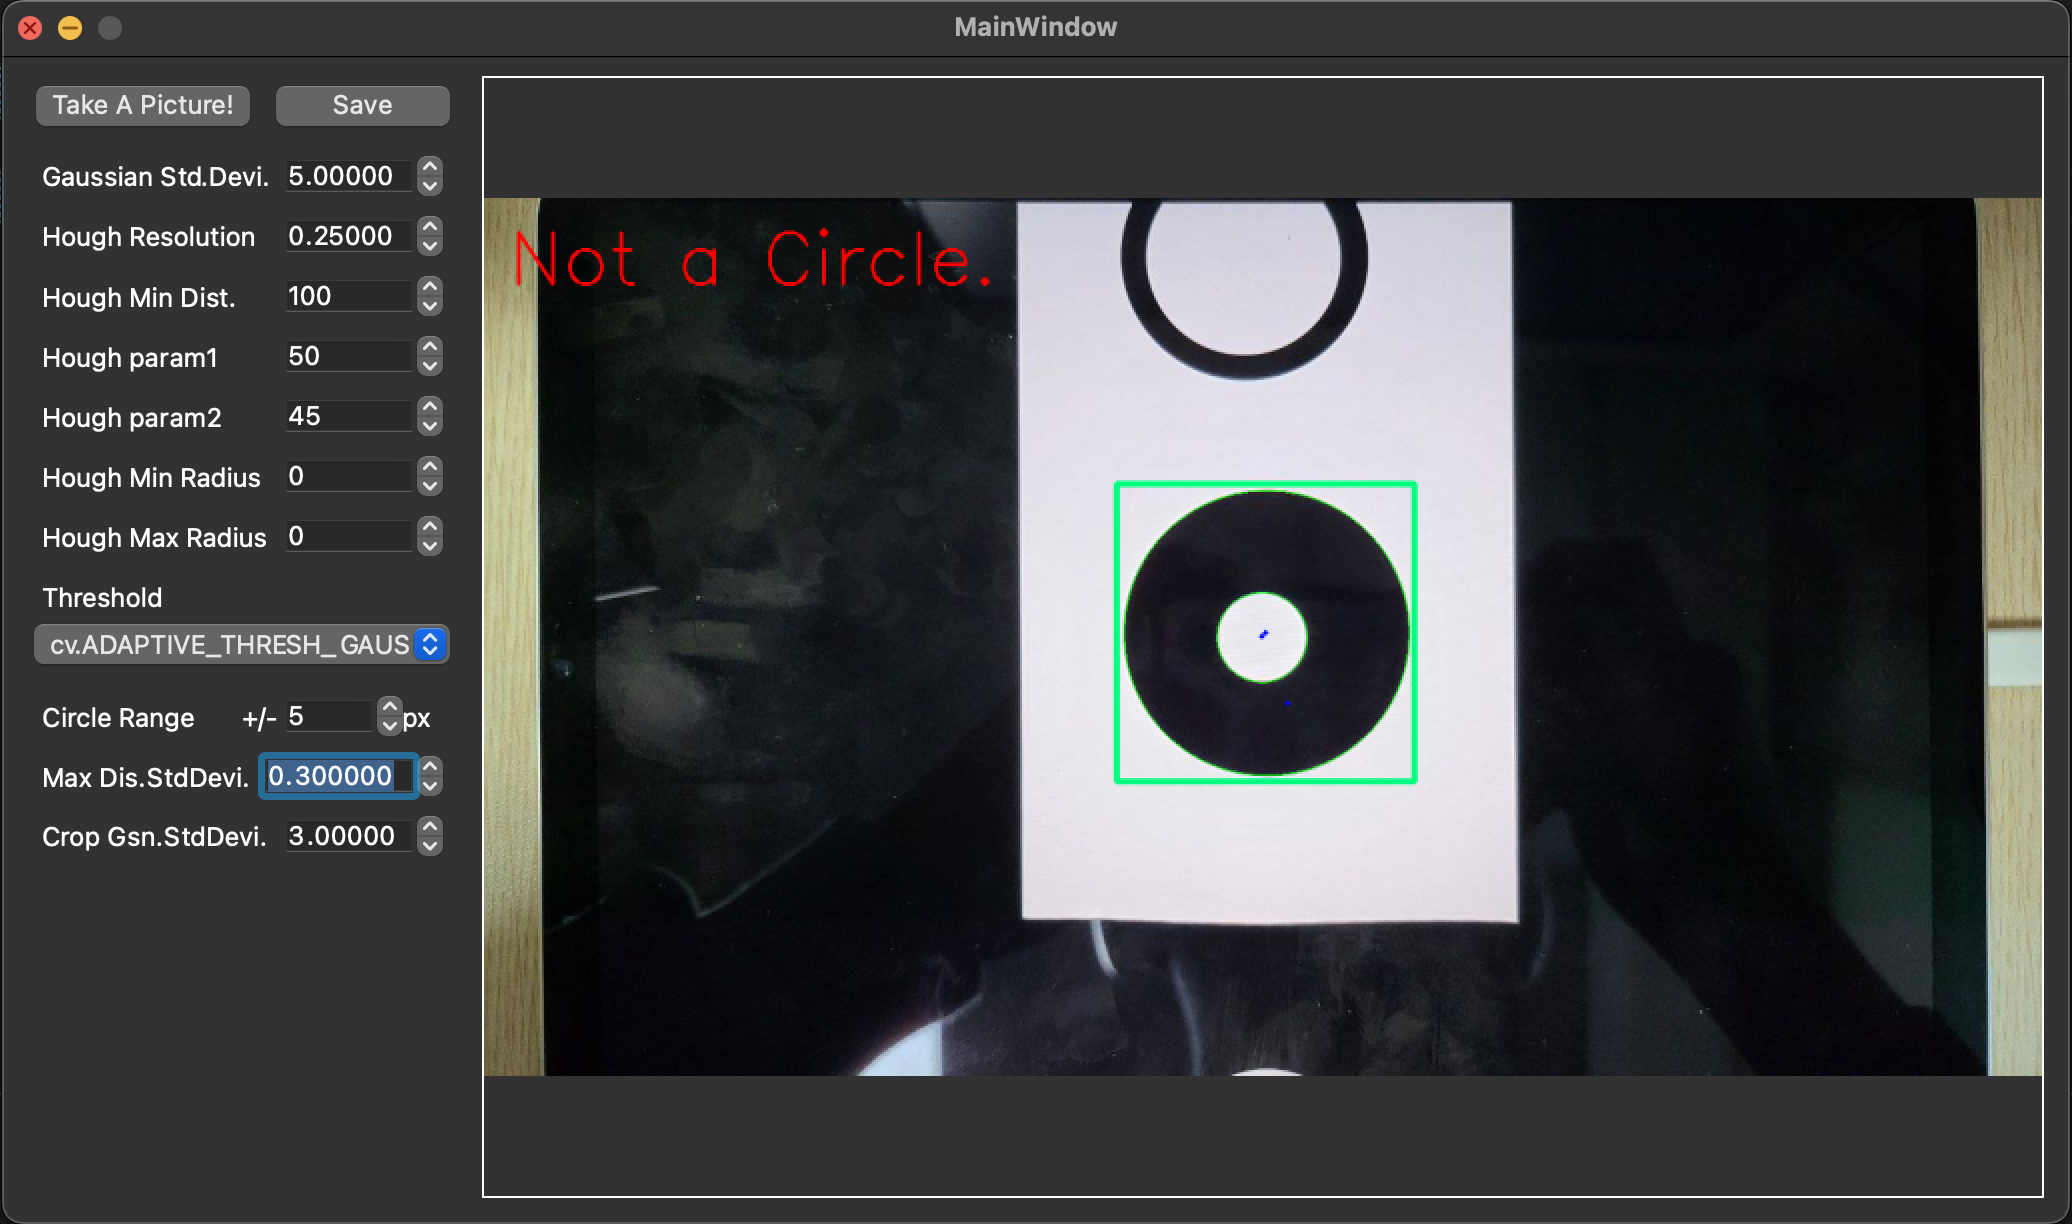 MainWindow
Take A Picture! Save
Gaussian Std.Devi. 5.00000
Hough Resolution 0.25000
Hough Min Dist. 100
Hough param1 50
Hough param2 45
Hough Min Radius 0
Hough Max Radius 0
Threshold
cv.ADAPTIVE_THRESH_GAUS
Circle Range +/- 5 px
Max Dis.StdDevi. 0.300000
Crop Gsn.StdDevi. 3.00000
Not a Circle.